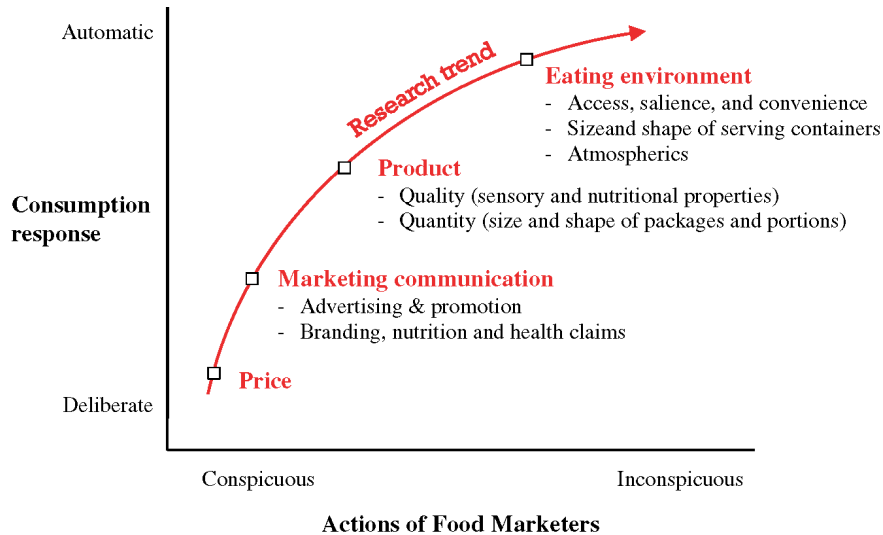 Automatic
Research trend
Eating environment
- Access, salience, and convenience
- Sizeand shape of serving containers
- Atmospherics
Product
- Quality (sensory and nutritional properties)
- Quantity (size and shape of packages and portions)
Consumption
response
Marketing communication
- Advertising & promotion
- Branding, nutrition and health claims
Price
Deliberate
Conspicuous
Inconspicuous
Actions of Food Marketers